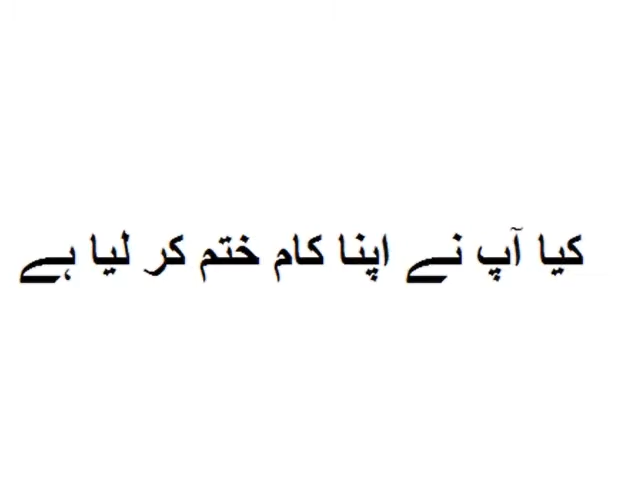 کیا آپ نے اپنا کام ختم کر لیا ہے